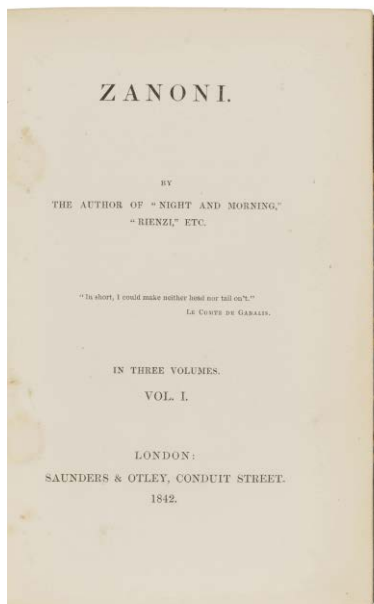 ZANONI.
BY
THE AUTHOR OF "NIGHT AND MORNING,"
"RIENZI," ETC.
"In short, I could make neither head nor tail on't."
LE COMTE DE GABALIS.
IN THREE VOLUMES.
VOL. I.
LONDON:
SAUNDERS & OTLEY, CONDUIT STREET.
1842.